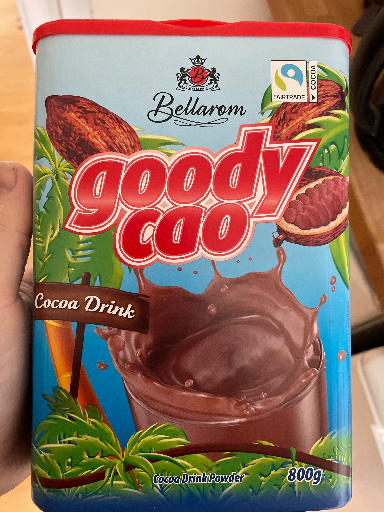 B
Bellarom
FAIRTRADE
COCOA
goody
cao
Cocoa Drink
Cocoa Drink Powder
800g